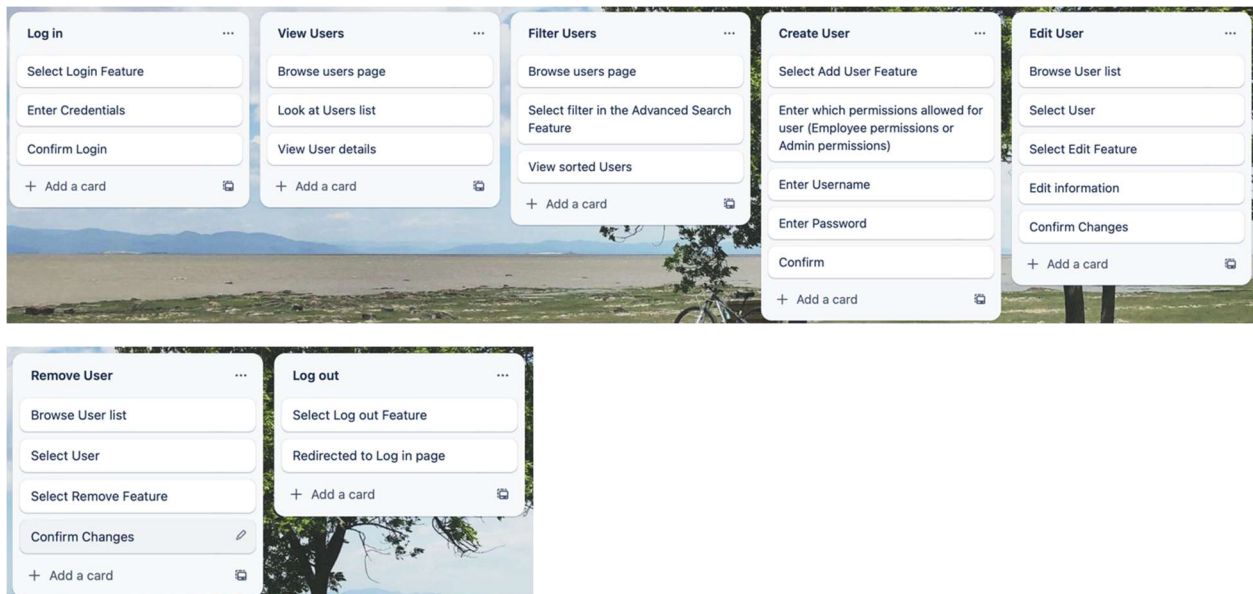 Log in
Select Login Feature
Enter Credentials
Confirm Login
+ Add a card
View Users
Browse users page
Look at Users list
View User details
+ Add a card
Filter Users
Browse users page
Select filter in the Advanced Search
Feature
View sorted Users
+ Add a card
Create User
Select Add User Feature
Enter which permissions allowed for
user (Employee permissions or
Admin permissions)
Enter Username
Enter Password
Confirm
+ Add a card
Edit User
Browse User list
Select User
Select Edit Feature
Edit information
Confirm Changes
+ Add a card
Remove User
Browse User list
Select User
Select Remove Feature
Confirm Changes
+ Add a card
Log out
Select Log out Feature
Redirected to Log in page
+ Add a card